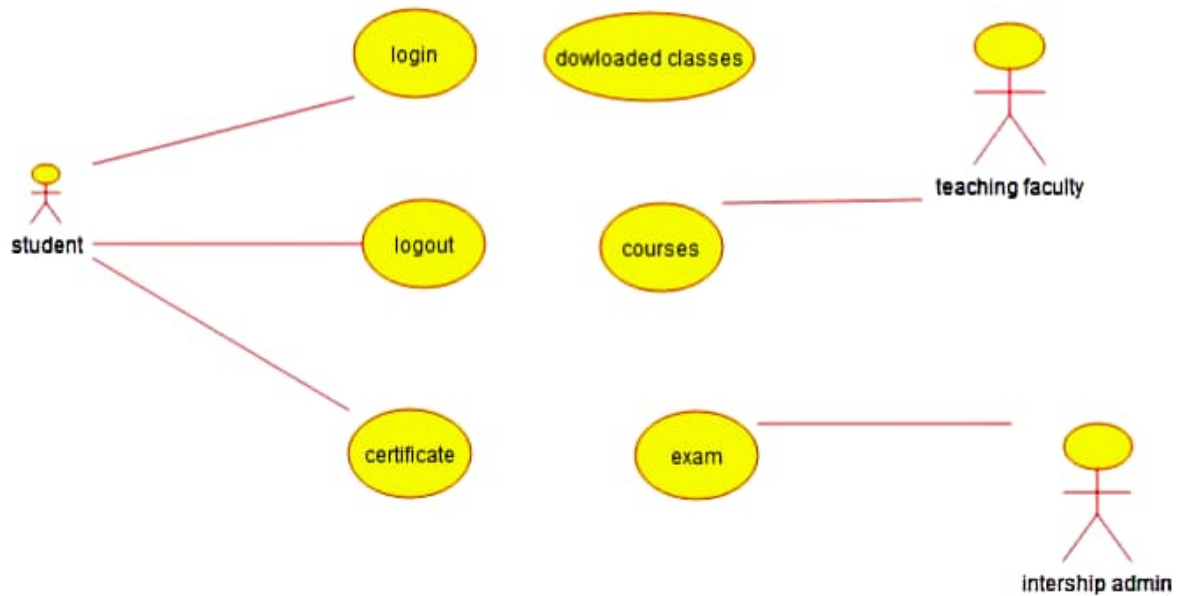 login
dowloaded classes
teaching faculty
student
logout
courses
certificate
exam
intership admin